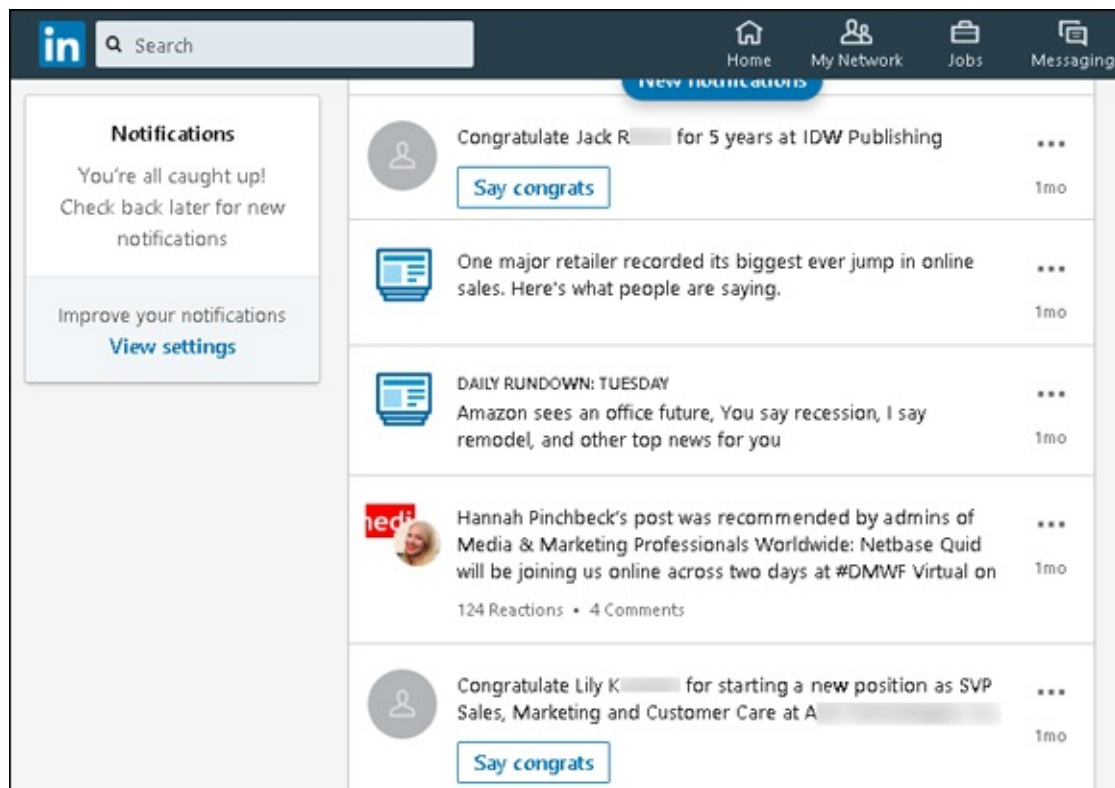 in
Search
Home
My Network
Jobs
Messaging
New notifications
Notifications
You're all caught up!
Check back later for new
notifications
Improve your notifications
View settings
Congratulate Jack R for 5 years at IDW Publishing
...
Say congrats
1mo
One major retailer recorded its biggest ever jump in online
sales. Here's what people are saying.
...
1mo
DAILY RUNDOWN: TUESDAY
Amazon sees an office future, You say recession, I say
remodel, and other top news for you
...
1mo
nedi
Hannah Pinchbeck's post was recommended by admins of
Media & Marketing Professionals Worldwide: Netbase Quid
will be joining us online across two days at #DMWF Virtual on
...
1mo
124 Reactions • 4 Comments
Congratulate Lily K for starting a new position as SVP
Sales, Marketing and Customer Care at A
...
1mo
Say congrats